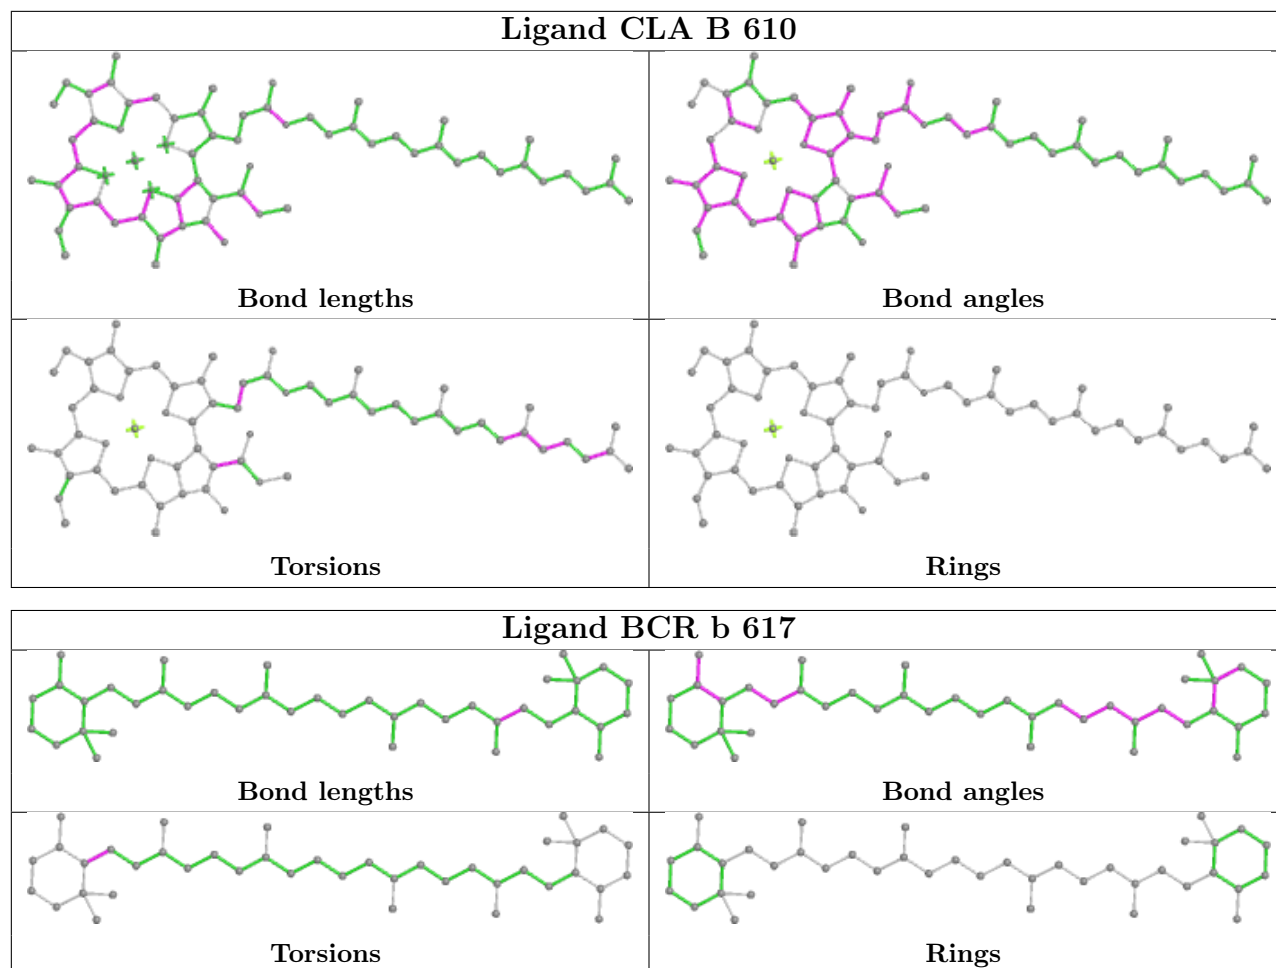 Ligand CLA B 610
Bond lengths
Bond angles
Torsions
Rings
Ligand BCR b 617
Bond lengths
Bond angles
Torsions
Rings